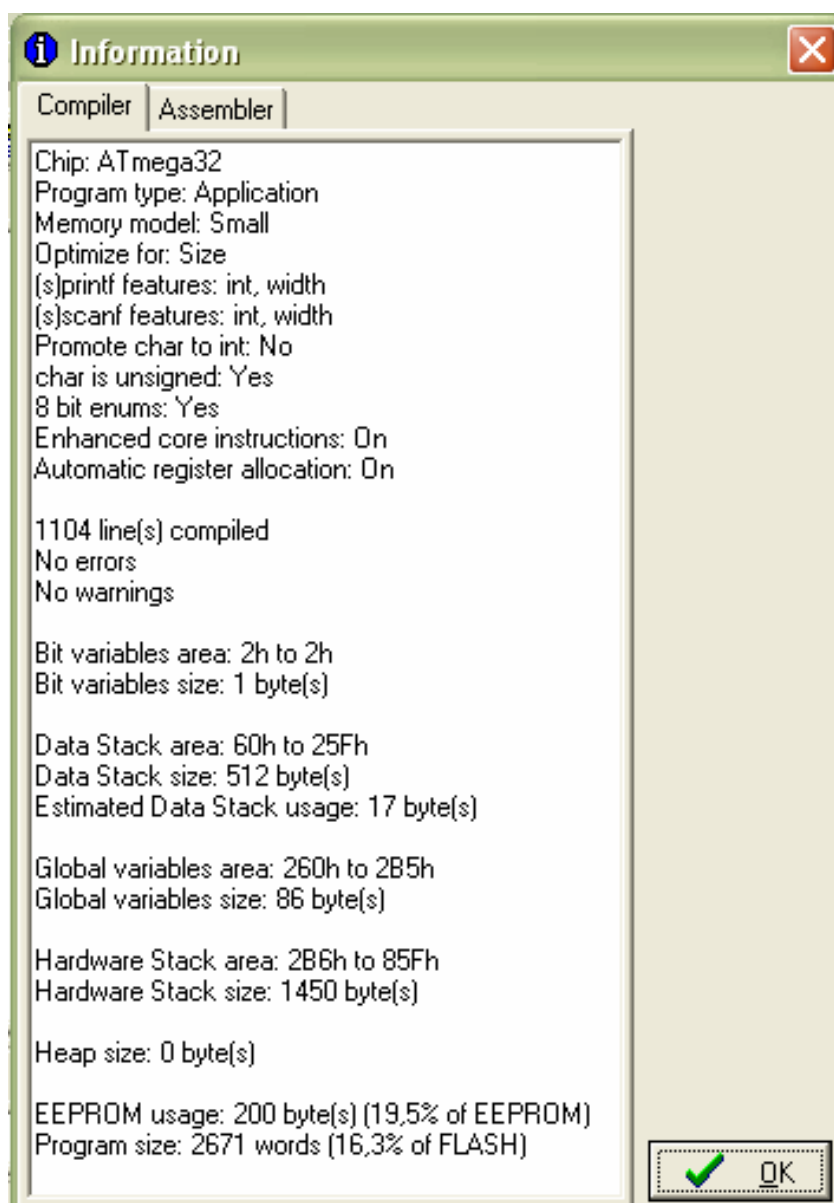 Information
Compiler
Assembler
Chip: ATmega32
Program type: Application
Memory model: Small
Optimize for: Size
(s)printf features: int, width
(s)scanf features: int, width
Promote char to int: No
char is unsigned: Yes
8 bit enums: Yes
Enhanced core instructions: On
Automatic register allocation: On
1104 line(s) compiled
No errors
No warnings
Bit variables area: 2h to 2h
Bit variables size: 1 byte(s)
Data Stack area: 60h to 25Fh
Data Stack size: 512 byte(s)
Estimated Data Stack usage: 17 byte(s)
Global variables area: 260h to 2B5h
Global variables size: 86 byte(s)
Hardware Stack area: 2B6h to 85Fh
Hardware Stack size: 1450 byte(s)
Heap size: 0 byte(s)
EEPROM usage: 200 byte(s) (19,5% of EEPROM)
Program size: 2671 words (16,3% of FLASH)
OK